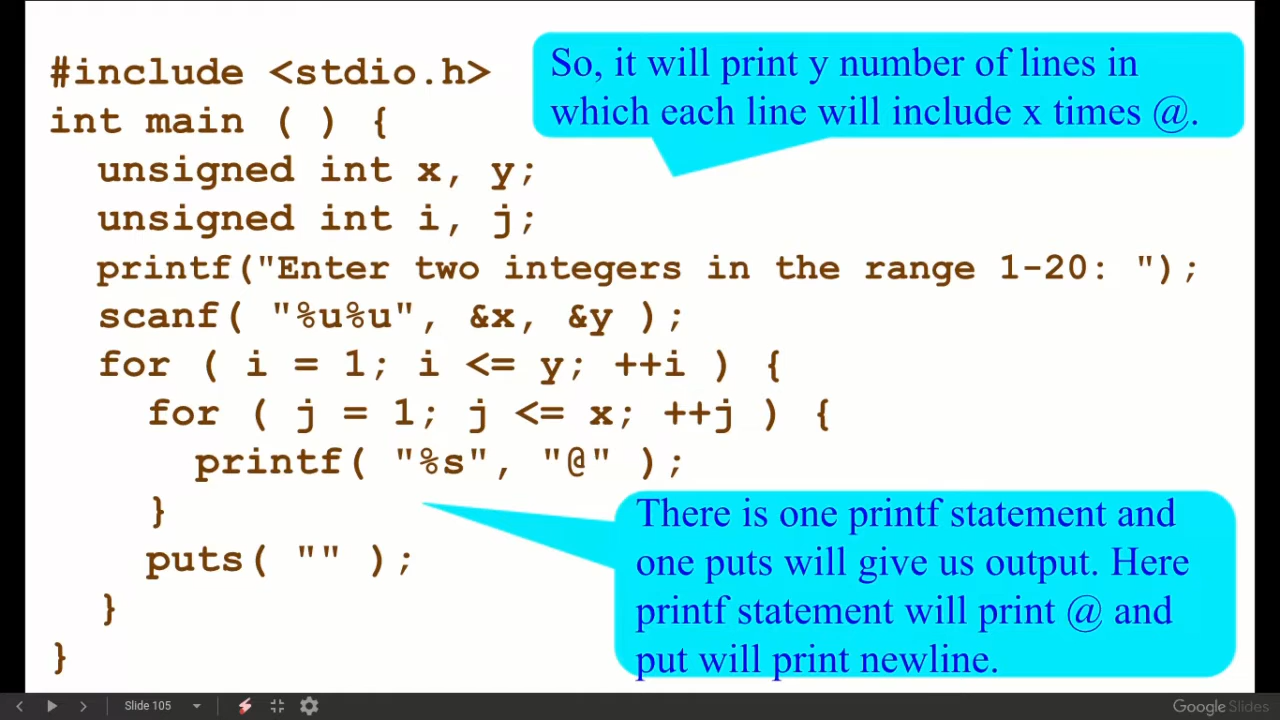 #include <stdio.h>
int main ( ) {
unsigned int x, y;
unsigned int i, j;
printf("Enter two integers in the range 1-20: ");
scanf( "%u%u", &x, &y );
for ( i = 1; i <= y; ++i ) {
for ( j = 1; j <= x; ++j ) {
printf( "%s", "@" );
}
puts( "" );
}
}
So, it will print y number of lines in
which each line will include x times @.
There is one printf statement and
one puts will give us output. Here
printf statement will print @ and
put will print newline.
Slide 105
Google Slides